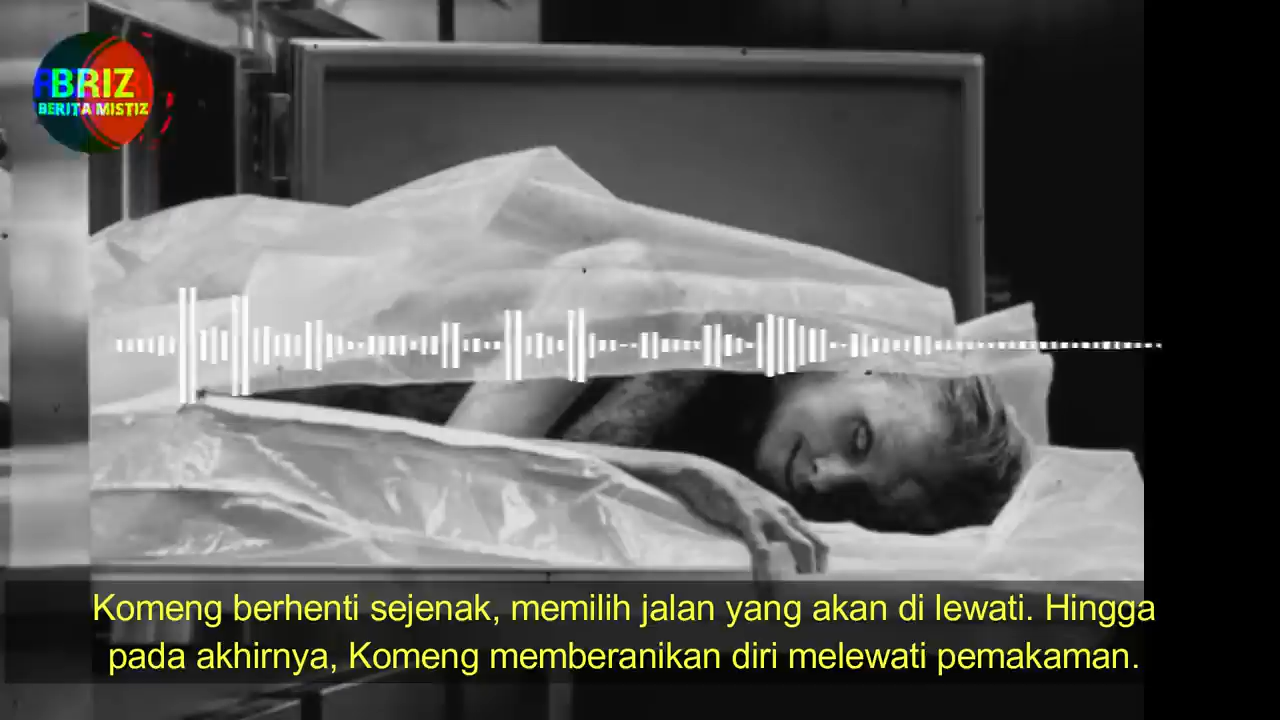 ABRIZ
BERITA MISTIZ
Komeng berhenti sejenak, memilih jalan yang akan di lewati. Hingga
pada akhirnya, Komeng memberanikan diri melewati pemakaman.